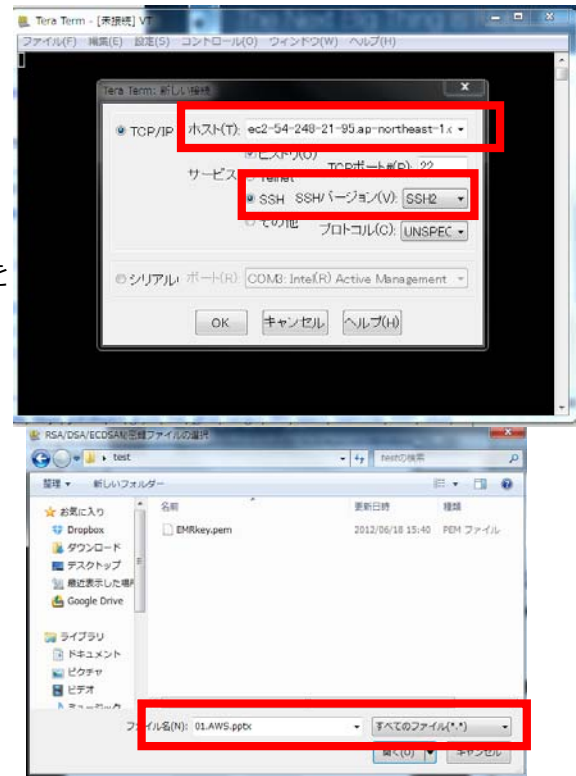 Tera Term - [未接続] VT
ファイル(F) 編集(E) 設定(S) コントロール(O) ウィンドウ(W) ヘルプ(H)
Tera Term: 新しい接続
TCP/IP ホスト(T): ec2-54-248-21-95.ap-northeast-1.c
ヒストリ(O)
サービス Telnet TCPポート#(P): 22
SSH SSHバージョン(V): SSH2
その他 プロトコル(C): UNSPEC
を
シリアル ポート(R): COM3: Intel(R) Active Management
OK キャンセル ヘルプ(H)
RSA/DSA/ECDSA秘密鍵ファイルの選択
test testの検索
整理 新しいフォルダー
名前 更新日時 種類
お気に入り
Dropbox EMRkey.pem 2012/06/18 15:40 PEM ファイル
ダウンロード
デスクトップ
最近表示した場所
Google Drive
ライブラリ
ドキュメント
ピクチャ
ビデオ
ミュージック
ファイル名(N): 01.AWS.pptx すべてのファイル(*.*)
開く(O) キャンセル